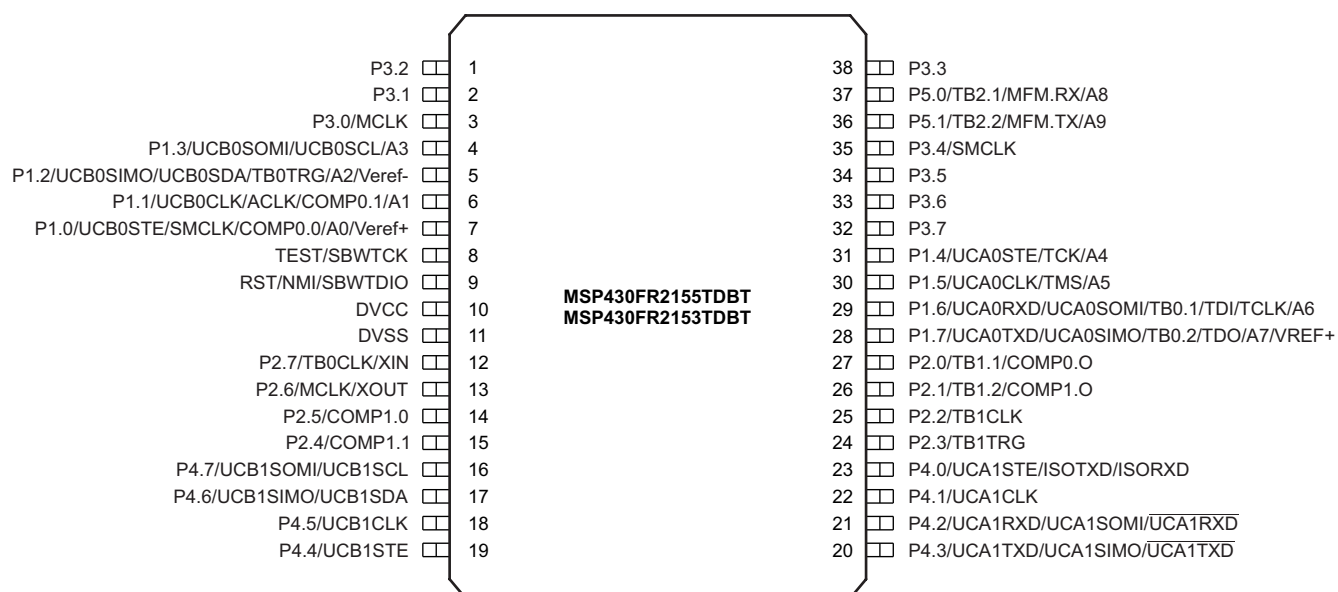 P3.2 1 38 P3.3
P3.1 2 37 P5.0/TB2.1/MFM.RX/A8
P3.0/MCLK 3 36 P5.1/TB2.2/MFM.TX/A9
P1.3/UCB0SOMI/UCB0SCL/A3 4 35 P3.4/SMCLK
P1.2/UCB0SIMO/UCB0SDA/TB0TRG/A2/Veref- 5 34 P3.5
P1.1/UCB0CLK/ACLK/COMP0.1/A1 6 33 P3.6
P1.0/UCB0STE/SMCLK/COMP0.0/A0/Veref+ 7 32 P3.7
TEST/SBWTCK 8 31 P1.4/UCA0STE/TCK/A4
RST/NMI/SBWTDIO 9 30 P1.5/UCA0CLK/TMS/A5
MSP430FR2155TDBT
DVCC 10 29 P1.6/UCA0RXD/UCA0SOMI/TB0.1/TDI/TCLK/A6
MSP430FR2153TDBT
DVSS 11 28 P1.7/UCA0TXD/UCA0SIMO/TB0.2/TDO/A7/VREF+
P2.7/TB0CLK/XIN 12 27 P2.0/TB1.1/COMP0.O
P2.6/MCLK/XOUT 13 26 P2.1/TB1.2/COMP1.O
P2.5/COMP1.0 14 25 P2.2/TB1CLK
P2.4/COMP1.1 15 24 P2.3/TB1TRG
P4.7/UCB1SOMI/UCB1SCL 16 23 P4.0/UCA1STE/ISOTXD/ISORXD
P4.6/UCB1SIMO/UCB1SDA 17 22 P4.1/UCA1CLK
P4.5/UCB1CLK 18 21 P4.2/UCA1RXD/UCA1SOMI/UCA1RXD
P4.4/UCB1STE 19 20 P4.3/UCA1TXD/UCA1SIMO/UCA1TXD